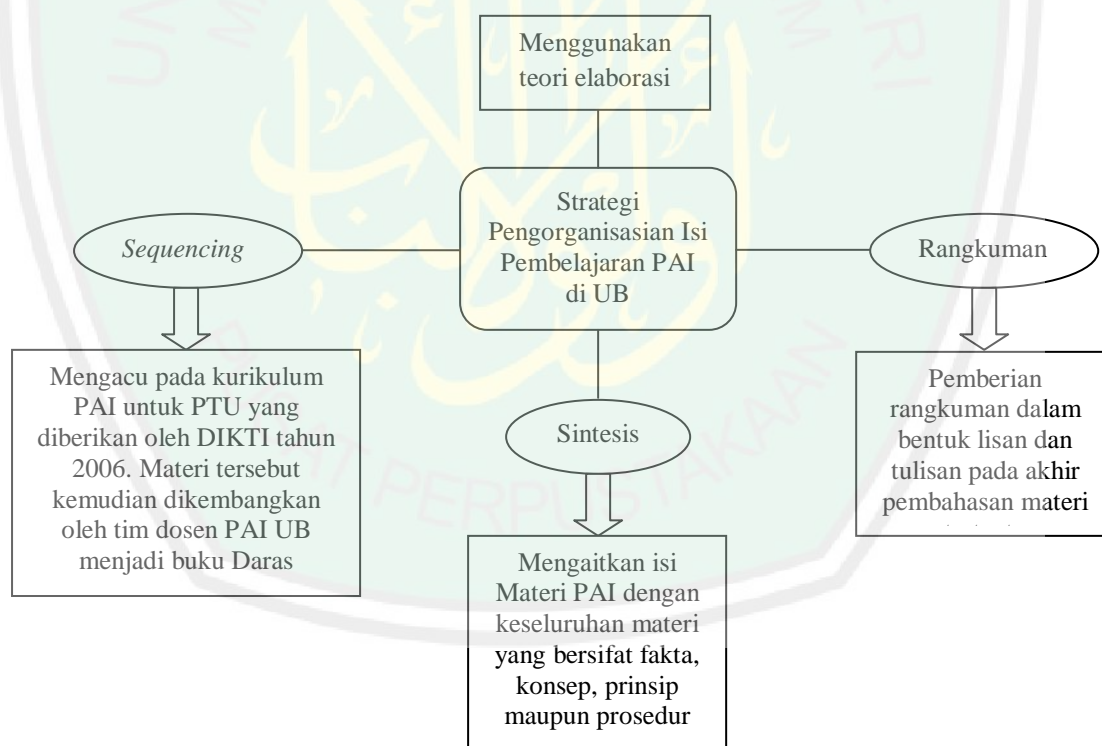 Menggunakan
teori elaborasi
Strategi
Pengorganisasian Isi
Pembelajaran PAI
di UB
Sequencing
Rangkuman
Mengacu pada kurikulum
PAI untuk PTU yang
diberikan oleh DIKTI tahun
2006. Materi tersebut
kemudian dikembangkan
oleh tim dosen PAI UB
menjadi buku Daras
Sintesis
Pemberian
rangkuman dalam
bentuk lisan dan
tulisan pada akhir
pembahasan materi
Mengaitkan isi
Materi PAI dengan
keseluruhan materi
yang bersifat fakta,
konsep, prinsip
maupun prosedur